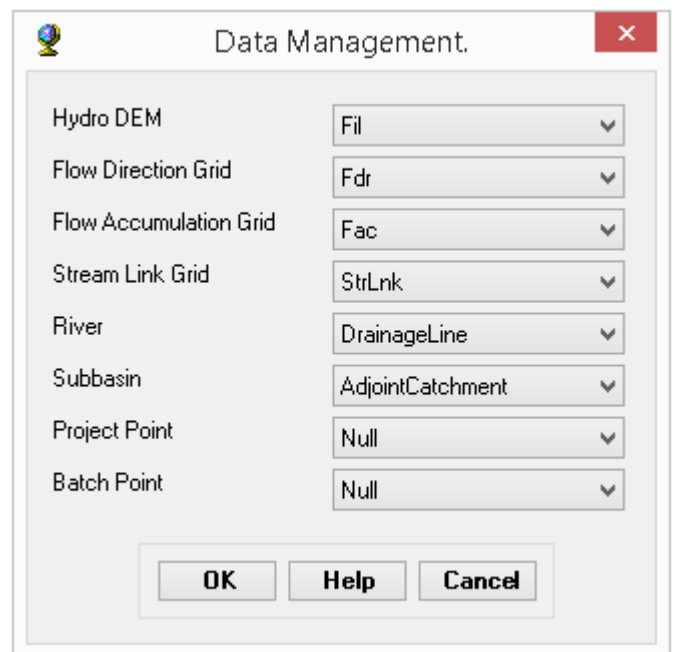 Data Management.
Hydro DEM Fil
Flow Direction Grid Fdr
Flow Accumulation Grid Fac
Stream Link Grid StrLnk
River DrainageLine
Subbasin AdjointCatchment
Project Point Null
Batch Point Null
OK Help Cancel